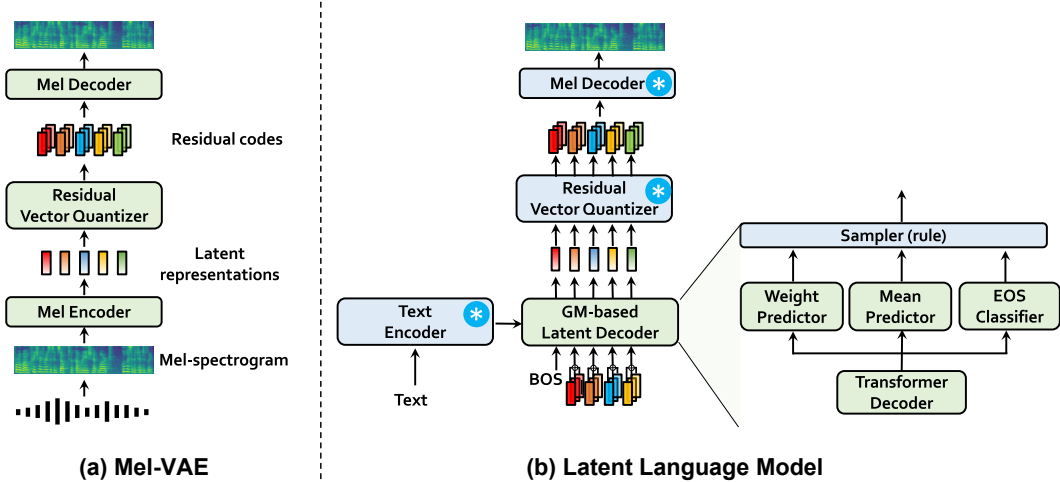 Mel Decoder
Residual codes
Residual
Vector Quantizer
Latent
representations
Mel Encoder
Mel-spectrogram
(a) Mel-VAE
Mel Decoder
Residual
Vector Quantizer
Text
Encoder
GM-based
Latent Decoder
BOS
Text
Sampler (rule)
Weight
Predictor
Mean
Predictor
EOS
Classifier
Transformer
Decoder
(b) Latent Language Model